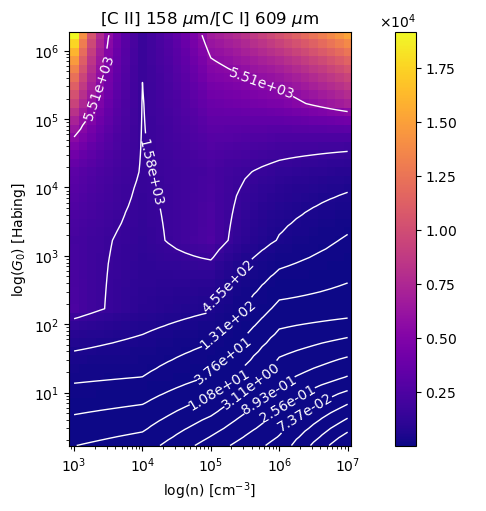 [C II] 158 μm/[C I] 609 μm
×10⁴
10⁶
10⁵
10⁴
10³
10²
10¹
log(G₀) [Habing]
5.51e+03
5.51e+03
1.58e+03
4.55e+02
1.31e+02
3.76e+01
1.08e+01
3.11e+00
8.93e-01
2.56e-01
7.37e-02
10³
10⁴
10⁵
10⁶
10⁷
log(n) [cm⁻³]
1.75
1.50
1.25
1.00
0.75
0.50
0.25